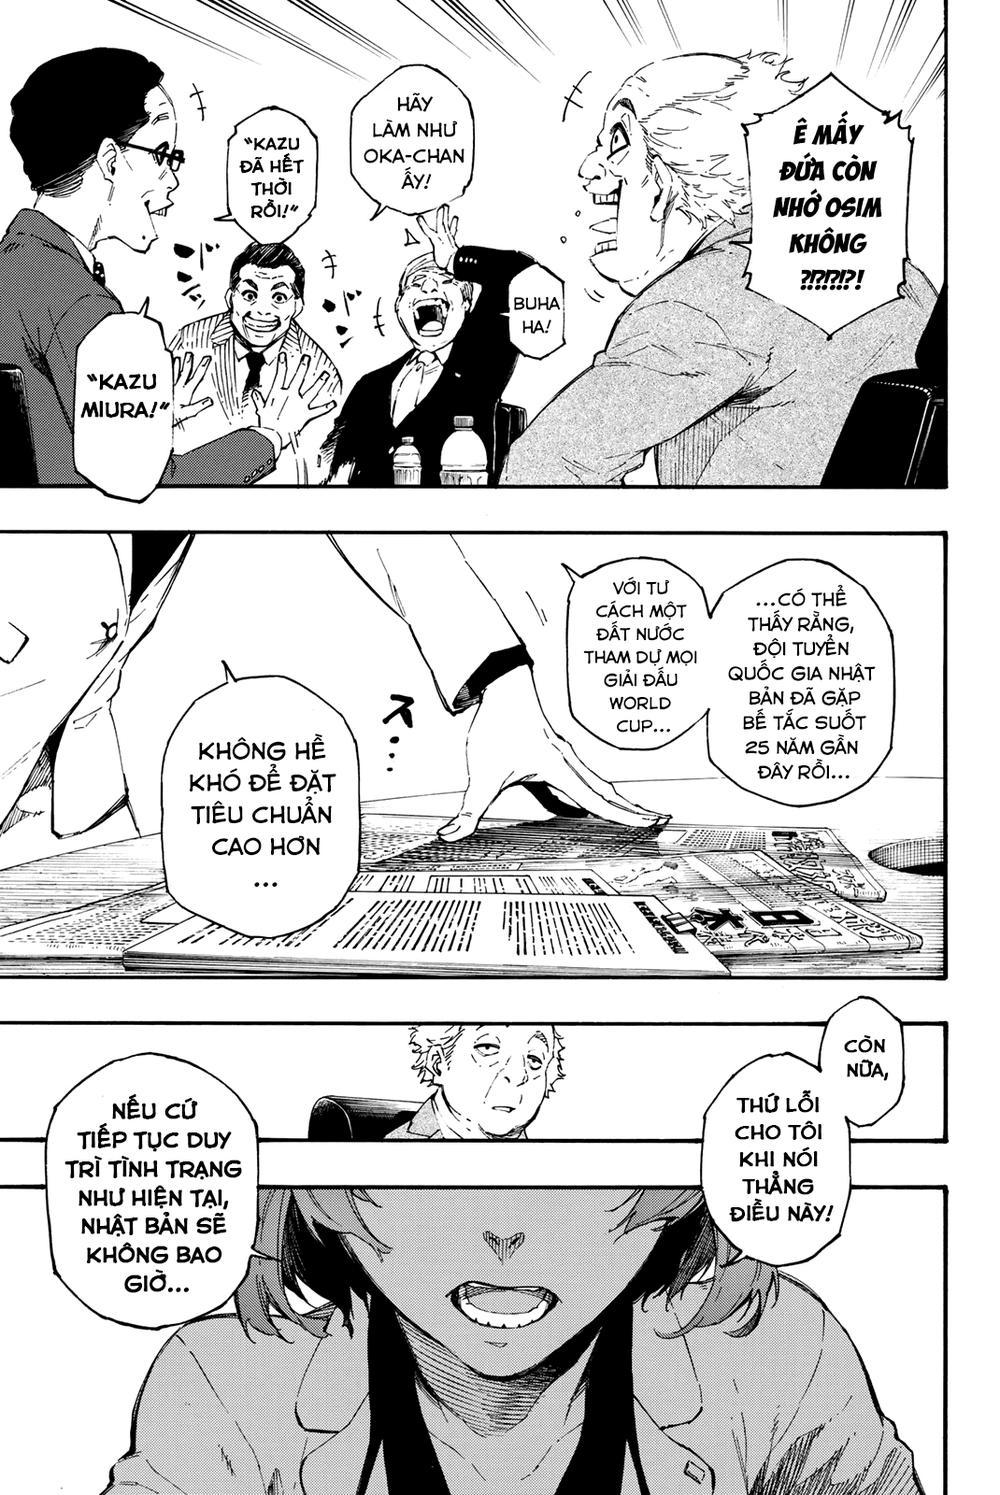 Ê MẤY
ĐỨA CÒN
NHỚ OSIM
KHÔNG
?!?!?!?!
HÃY
LÀM NHƯ
OKA-CHAN
ẤY!
BUHA
HA!
“KAZU
ĐÃ HẾT
THỜI
RỒI!“
“KAZU
MIURA!“
...CÓ THỂ
THẤY RẰNG,
ĐỘI TUYỂN
QUỐC GIA NHẬT
BẢN ĐÃ GẶP
BẾ TẮC SUỐT
25 NĂM GẦN
ĐÂY RỒI...
VỚI TƯ
CÁCH MỘT
ĐẤT NƯỚC
THAM DỰ MỌI
GIẢI ĐẤU
WORLD
CUP...
ス...
KHÔNG HỀ
KHÓ ĐỂ ĐẶT
TIÊU CHUẨN
CAO HƠN
...
日本
CÒN
NỮA,
THỨ LỖI
CHO TÔI
KHI NÓI
THẲNG
ĐIỀU NÀY!
NẾU CỨ
TIẾP TỤC DUY
TRÌ TÌNH TRẠNG
NHƯ HIỆN TẠI,
NHẬT BẢN SẼ
KHÔNG BAO
GIỜ...